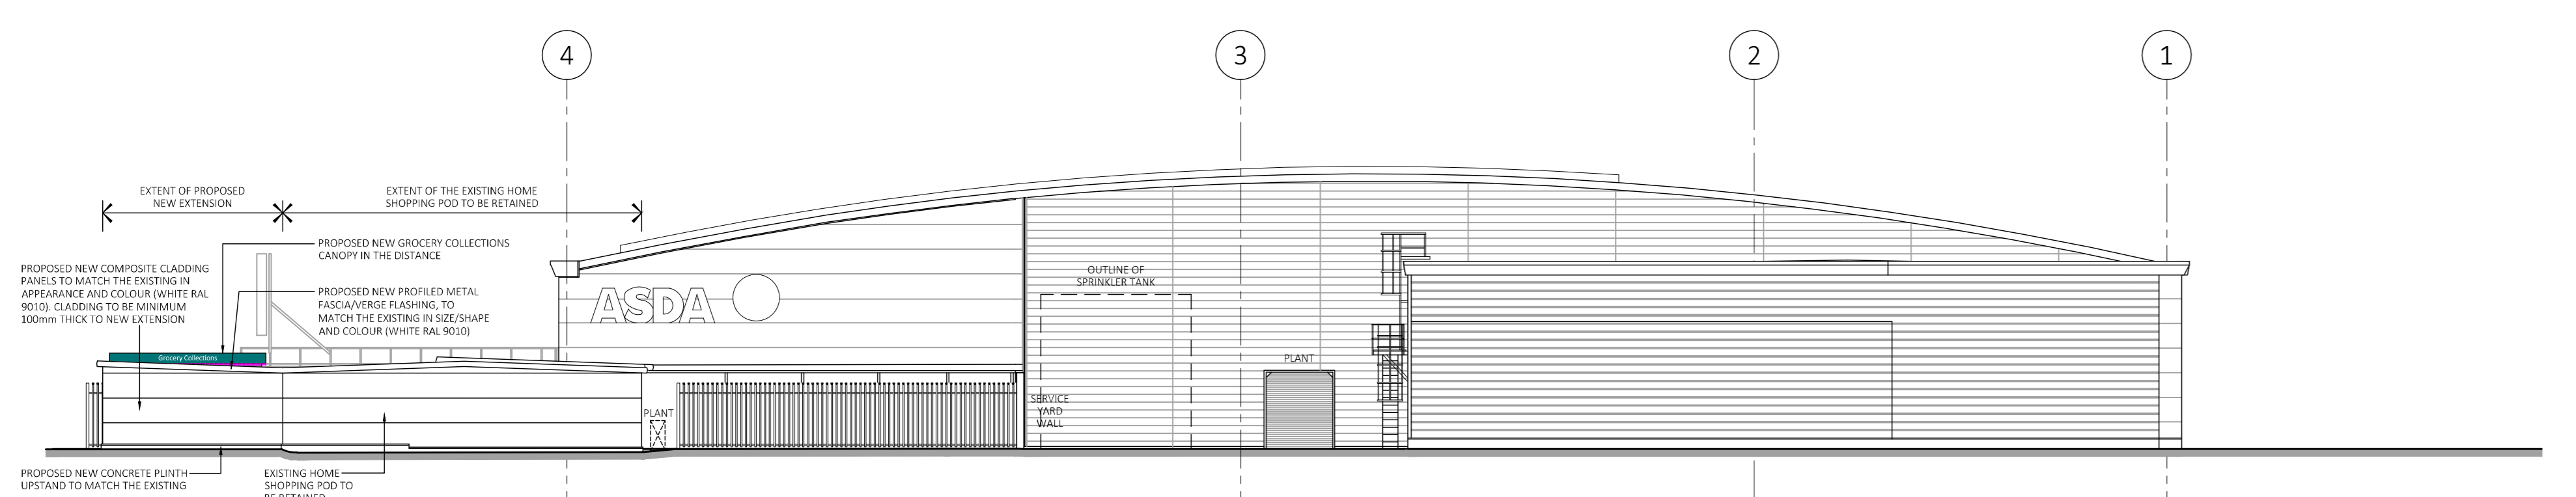 4
3
2
1
EXTENT OF PROPOSED
NEW EXTENSION
EXTENT OF THE EXISTING HOME
SHOPPING POD TO BE RETAINED
PROPOSED NEW GROCERY COLLECTIONS
CANOPY IN THE DISTANCE
PROPOSED NEW COMPOSITE CLADDING
PANELS TO MATCH THE EXISTING IN
APPEARANCE AND COLOUR (WHITE RAL
9010). CLADDING TO BE MINIMUM
100mm THICK TO NEW EXTENSION
PROPOSED NEW PROFILED METAL
FASCIA/VERGE FLASHING, TO
MATCH THE EXISTING IN SIZE/SHAPE
AND COLOUR (WHITE RAL 9010)
ASDA
OUTLINE OF
SPRINKLER TANK
Grocery Collections
PLANT
PLANT
SERVICE
YARD
WALL
PROPOSED NEW CONCRETE PLINTH
UPSTAND TO MATCH THE EXISTING
EXISTING HOME
SHOPPING POD TO
BE RETAINED